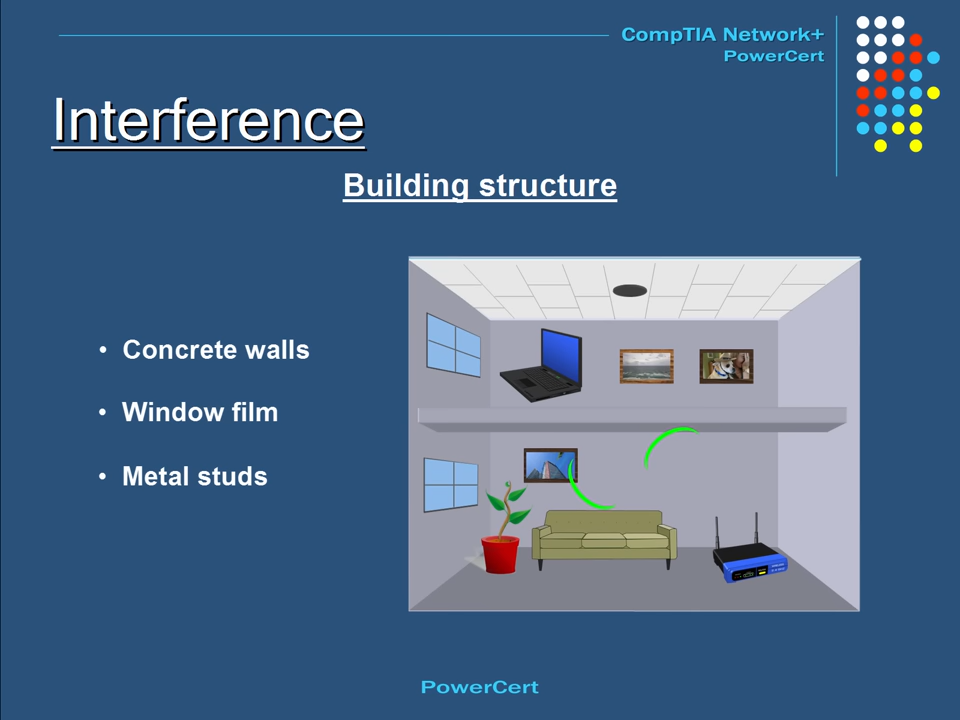 CompTIA Network+
PowerCert
Interference
Building structure
• Concrete walls
• Window film
• Metal studs
PowerCert